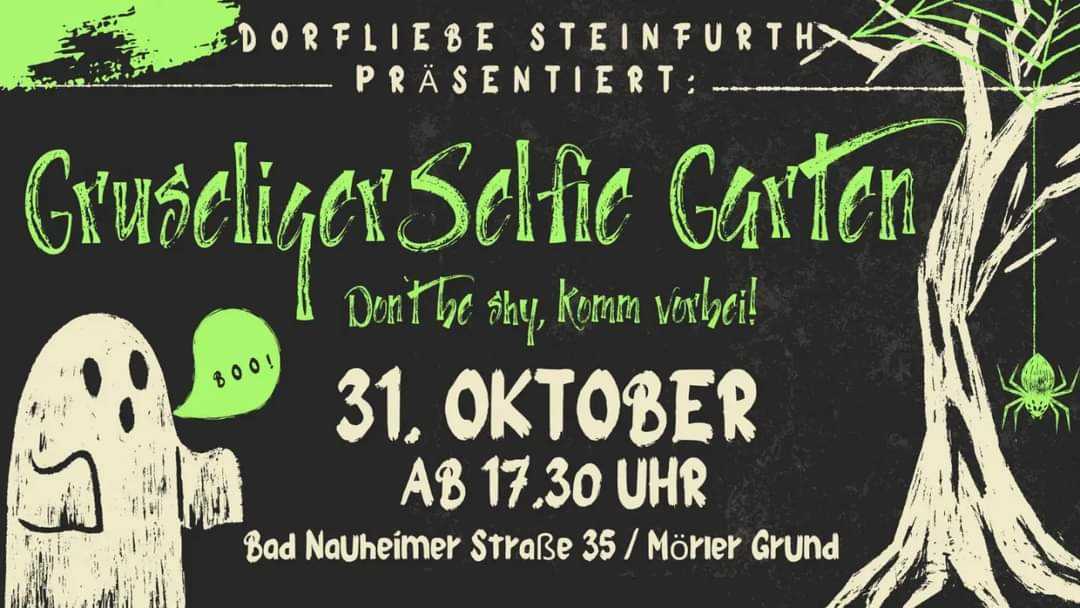 DORFLIEBE STEINFURTH
PRÄSENTIERT:
Gruseliger Selfie Garten
Don't be shy, komm vorbei!
BOO!
31. OKTOBER
AB 17.30 UHR
Bad Nauheimer Straße 35 / Mörler Grund